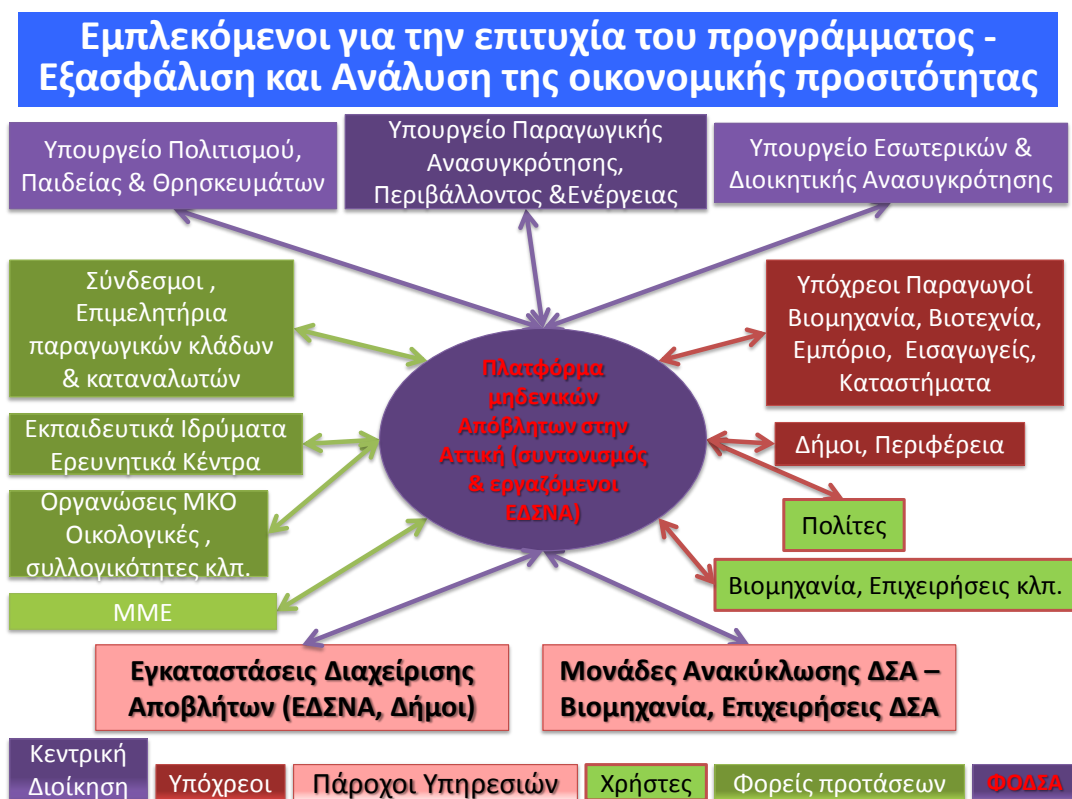 Εμπλεκόμενοι για την επιτυχία του προγράμματος -
Εξασφάλιση και Ανάλυση της οικονομικής προσιτότητας
Υπουργείο Πολιτισμού,
Παιδείας & Θρησκευμάτων
Υπουργείο Παραγωγικής
Ανασυγκρότησης,
Περιβάλλοντος &Ενέργειας
Υπουργείο Εσωτερικών &
Διοικητικής Ανασυγκρότησης
Σύνδεσμοι ,
Επιμελητήρια
παραγωγικών κλάδων
& καταναλωτών
Υπόχρεοι Παραγωγοί
Βιομηχανία, Βιοτεχνία,
Εμπόριο, Εισαγωγείς,
Καταστήματα
Πλατφόρμα
μηδενικών
Απόβλητων στην
Αττική (συντονισμός
& εργαζόμενοι
ΕΔΣΝΑ)
Εκπαιδευτικά Ιδρύματα
Ερευνητικά Κέντρα
Δήμοι, Περιφέρεια
Οργανώσεις ΜΚΟ
Οικολογικές ,
συλλογικότητες κλπ.
Πολίτες
Βιομηχανία, Επιχειρήσεις κλπ.
ΜΜΕ
Εγκαταστάσεις Διαχείρισης
Αποβλήτων (ΕΔΣΝΑ, Δήμοι)
Μονάδες Ανακύκλωσης ΔΣΑ –
Βιομηχανία, Επιχειρήσεις ΔΣΑ
Κεντρική
Διοίκηση
Υπόχρεοι
Πάροχοι Υπηρεσιών
Χρήστες
Φορείς προτάσεων
ΦΟΔΣΑ